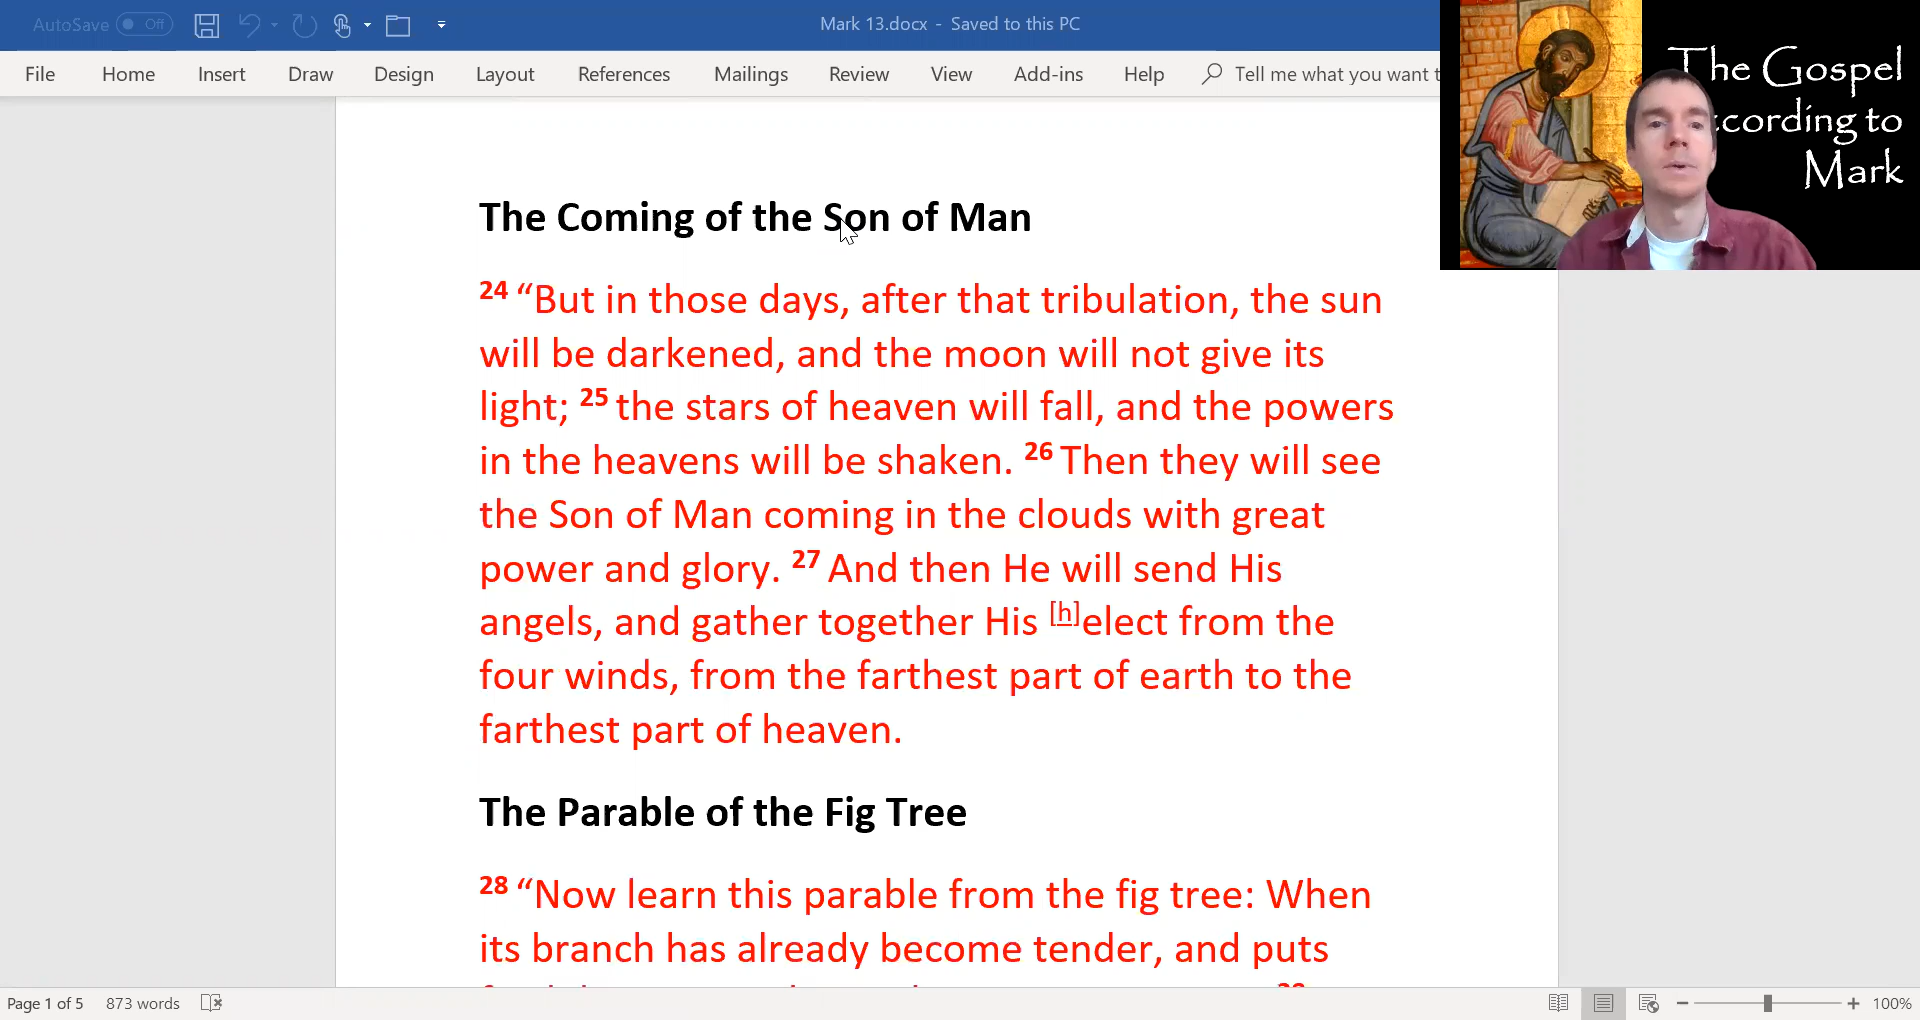 AutoSave Off
Mark 13.docx - Saved to this PC
File Home Insert Draw Design Layout References Mailings Review View Add-ins Help Tell me what you want
The Gospel
cording to
Mark
The Coming of the Son of Man
24 “But in those days, after that tribulation, the sun
will be darkened, and the moon will not give its
light; 25 the stars of heaven will fall, and the powers
in the heavens will be shaken. 26 Then they will see
the Son of Man coming in the clouds with great
power and glory. 27 And then He will send His
angels, and gather together His [h]elect from the
four winds, from the farthest part of earth to the
farthest part of heaven.
The Parable of the Fig Tree
28 “Now learn this parable from the fig tree: When
its branch has already become tender, and puts
Page 1 of 5 873 words
100%